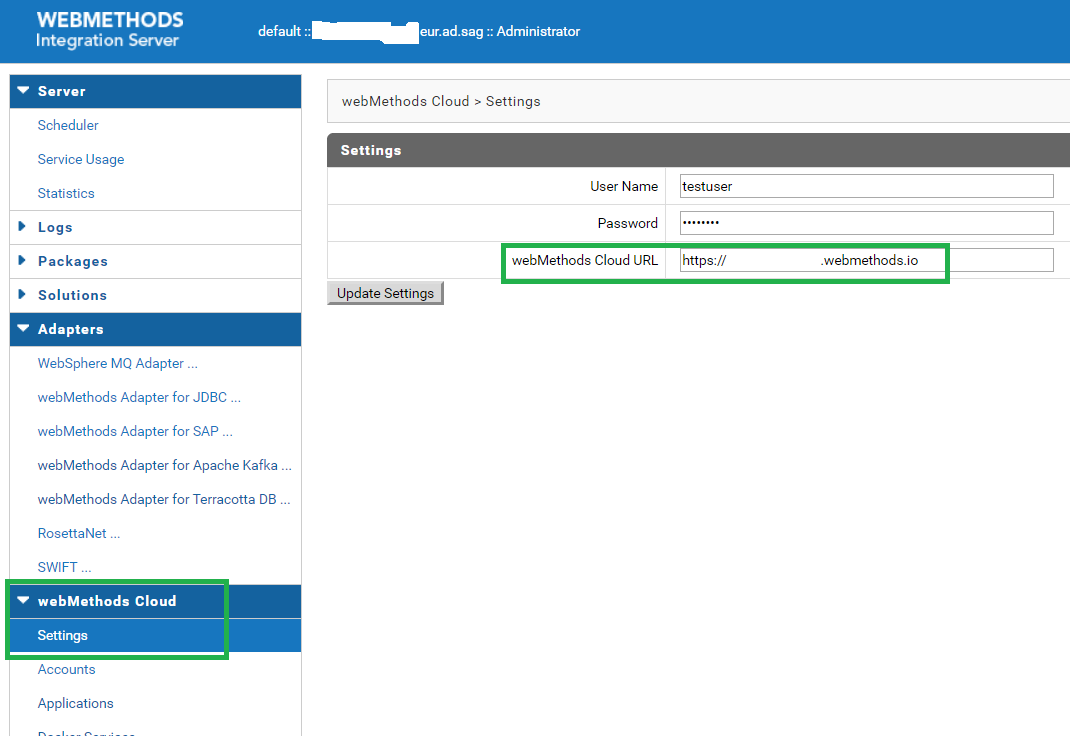 WEBMETHODS
Integration Server
default :: eur.ad.sag :: Administrator
Server
Scheduler
Service Usage
Statistics
Logs
Packages
Solutions
Adapters
WebSphere MQ Adapter ...
webMethods Adapter for JDBC ...
webMethods Adapter for SAP ...
webMethods Adapter for Apache Kafka ...
webMethods Adapter for Terracotta DB ...
RosettaNet ...
SWIFT ...
webMethods Cloud
Settings
Accounts
Applications
Docker Services
webMethods Cloud > Settings
Settings
User Name testuser
Password ••••••••
webMethods Cloud URL https:// .webmethods.io
Update Settings